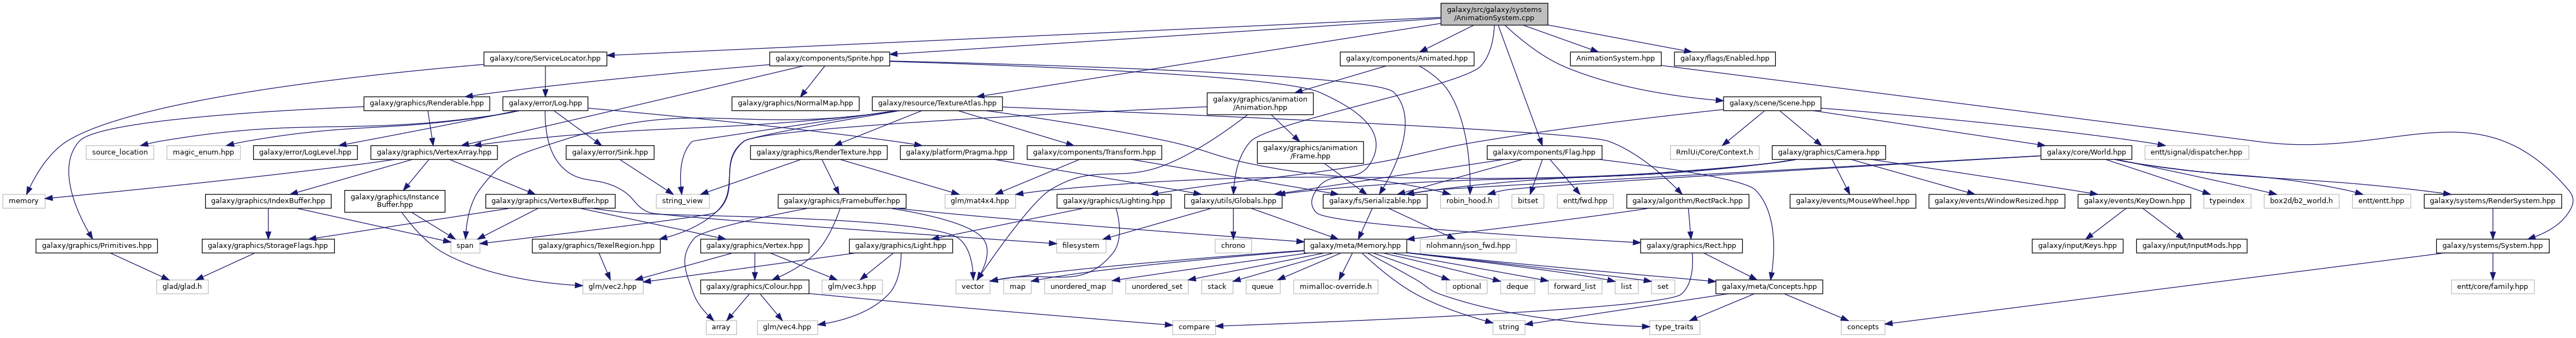 galaxy/src/galaxy/systems
/AnimationSystem.cpp
galaxy/core/ServiceLocator.hpp
galaxy/components/Sprite.hpp
galaxy/components/Animated.hpp
AnimationSystem.hpp
galaxy/flags/Enabled.hpp
galaxy/graphics/Renderable.hpp
galaxy/error/Log.hpp
galaxy/graphics/NormalMap.hpp
galaxy/resource/TextureAtlas.hpp
galaxy/graphics/animation
/Animation.hpp
galaxy/scene/Scene.hpp
source_location
magic_enum.hpp
galaxy/error/LogLevel.hpp
galaxy/graphics/VertexArray.hpp
galaxy/error/Sink.hpp
galaxy/graphics/RenderTexture.hpp
galaxy/platform/Pragma.hpp
galaxy/components/Transform.hpp
galaxy/graphics/animation
/Frame.hpp
galaxy/components/Flag.hpp
RmlUi/Core/Context.h
galaxy/graphics/Camera.hpp
galaxy/core/World.hpp
entt/signal/dispatcher.hpp
memory
galaxy/graphics/IndexBuffer.hpp
galaxy/graphics/Instance
Buffer.hpp
galaxy/graphics/VertexBuffer.hpp
string_view
galaxy/graphics/Framebuffer.hpp
glm/mat4x4.hpp
galaxy/graphics/Lighting.hpp
galaxy/utils/Globals.hpp
galaxy/fs/Serializable.hpp
robin_hood.h
bitset
entt/fwd.hpp
galaxy/algorithm/RectPack.hpp
galaxy/events/MouseWheel.hpp
galaxy/events/WindowResized.hpp
galaxy/events/KeyDown.hpp
typeindex
box2d/b2_world.h
entt/entt.hpp
galaxy/systems/RenderSystem.hpp
galaxy/graphics/Primitives.hpp
galaxy/graphics/StorageFlags.hpp
span
galaxy/graphics/TexelRegion.hpp
galaxy/graphics/Vertex.hpp
galaxy/graphics/Light.hpp
filesystem
chrono
galaxy/meta/Memory.hpp
nlohmann/json_fwd.hpp
galaxy/graphics/Rect.hpp
galaxy/input/Keys.hpp
galaxy/input/InputMods.hpp
galaxy/systems/System.hpp
glad/glad.h
glm/vec2.hpp
galaxy/graphics/Colour.hpp
glm/vec3.hpp
vector
map
unordered_map
unordered_set
stack
queue
mimalloc-override.h
optional
deque
forward_list
list
set
galaxy/meta/Concepts.hpp
entt/core/family.hpp
array
glm/vec4.hpp
compare
string
type_traits
concepts